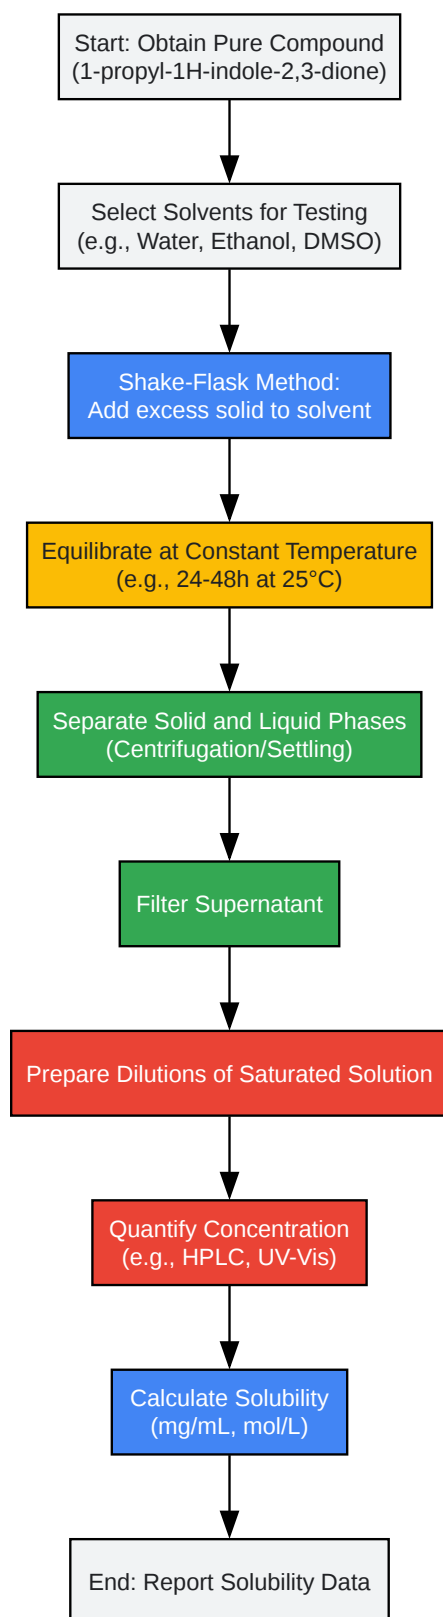 Start: Obtain Pure Compound
(1-propyl-1H-indole-2,3-dione)
Select Solvents for Testing
(e.g., Water, Ethanol, DMSO)
Shake-Flask Method:
Add excess solid to solvent
Equilibrate at Constant Temperature
(e.g., 24-48h at 25°C)
Separate Solid and Liquid Phases
(Centrifugation/Settling)
Filter Supernatant
Prepare Dilutions of Saturated Solution
Quantify Concentration
(e.g., HPLC, UV-Vis)
Calculate Solubility
(mg/mL, mol/L)
End: Report Solubility Data